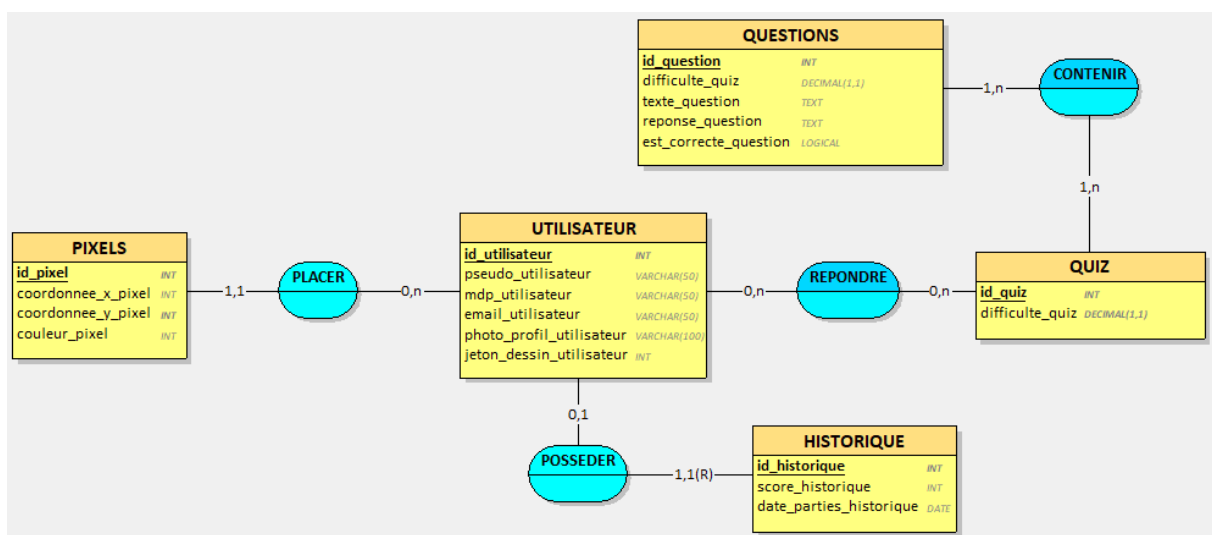 QUESTIONS
id_question INT
difficulte_quiz DECIMAL(1,1)
texte_question TEXT
reponse_question TEXT
est_correcte_question LOGICAL
1,n
CONTENIR
1,n
PIXELS
id_pixel INT
coordonnee_x_pixel INT
coordonnee_y_pixel INT
couleur_pixel INT
1,1
PLACER
0,n
UTILISATEUR
id_utilisateur INT
pseudo_utilisateur VARCHAR(50)
mdp_utilisateur VARCHAR(50)
email_utilisateur VARCHAR(50)
photo_profil_utilisateur VARCHAR(100)
jeton_dessin_utilisateur INT
0,n
REPONDRE
0,n
QUIZ
id_quiz INT
difficulte_quiz DECIMAL(1,1)
0,1
POSSEDER
1,1(R)
HISTORIQUE
id_historique INT
score_historique INT
date_parties_historique DATE